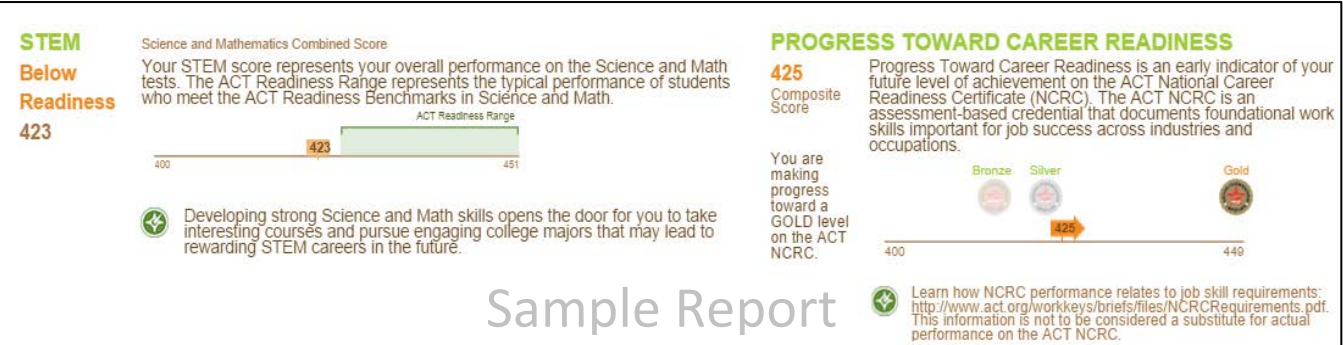 STEM
Below
Readiness
423
Science and Mathematics Combined Score
Your STEM score represents your overall performance on the Science and Math
tests. The ACT Readiness Range represents the typical performance of students
who meet the ACT Readiness Benchmarks in Science and Math.
ACT Readiness Range
423
400 451
Developing strong Science and Math skills opens the door for you to take
interesting courses and pursue engaging college majors that may lead to
rewarding STEM careers in the future.
PROGRESS TOWARD CAREER READINESS
425
Composite
Score
Progress Toward Career Readiness is an early indicator of your
future level of achievement on the ACT National Career
Readiness Certificate (NCRC). The ACT NCRC is an
assessment-based credential that documents foundational work
skills important for job success across industries and
occupations.
You are
making
progress
toward a
GOLD level
on the ACT
NCRC.
Bronze Silver Gold
425
400 449
Learn how NCRC performance relates to job skill requirements:
http://www.act.org/workkeys/briefs/files/NCRCRequirements.pdf.
This information is not to be considered a substitute for actual
performance on the ACT NCRC.
Sample Report